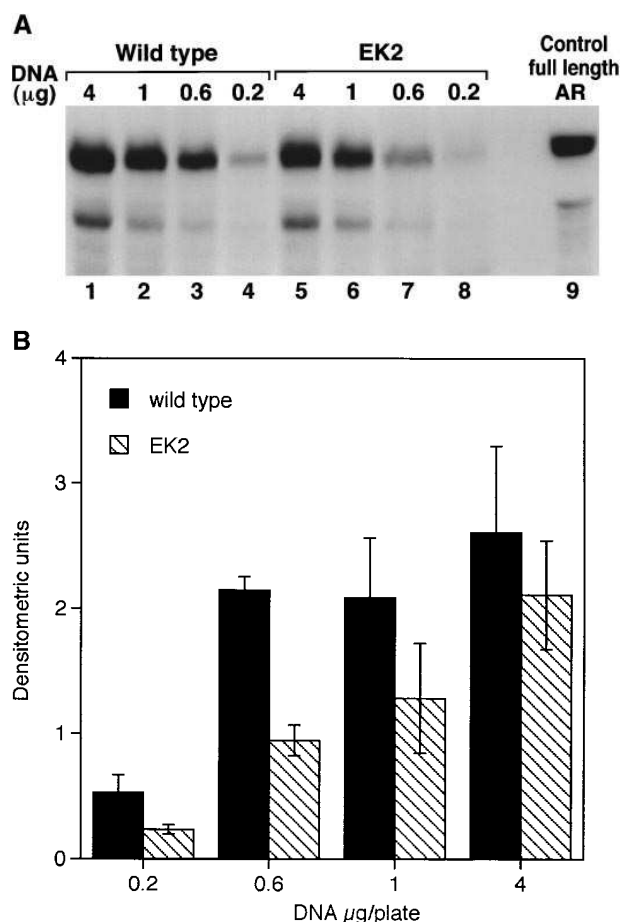 A
Wild type EK2 Control
full length
AR
DNA
(μg) 4 1 0.6 0.2 4 1 0.6 0.2
1 2 3 4 5 6 7 8 9
B
4
wild type
EK2
3
Densitometric units
2
1
0
0.2 0.6 1 4
DNA μg/plate